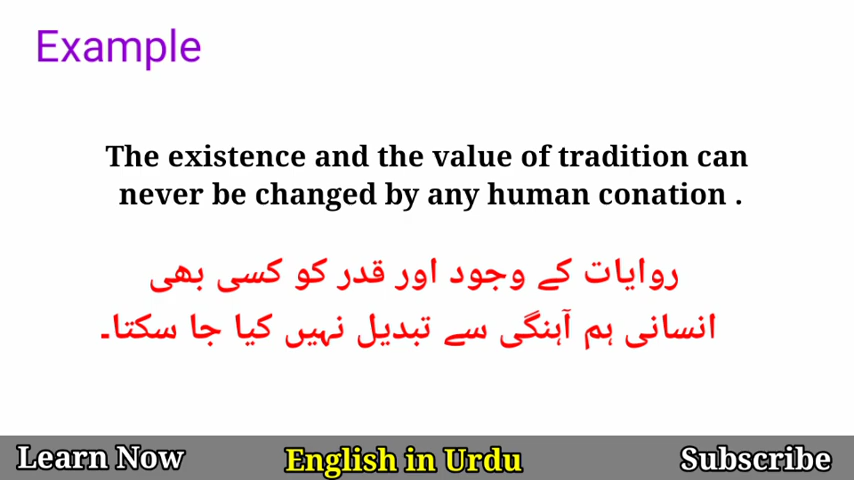 Example
The existence and the value of tradition can
never be changed by any human conation .
روایات کے وجود اور قدر کو کسی بھی
انسانی ہم آہنگی سے تبدیل نہیں کیا جا سکتا۔
Learn Now
English in Urdu
Subscribe